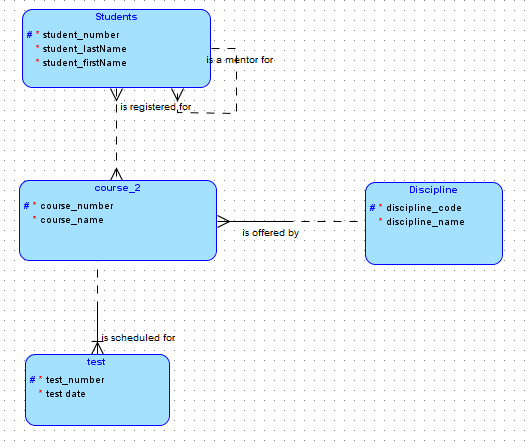 Students
# * student_number
* student_lastName
* student_firstName
is a mentor for
is registered for
course_2
# * course_number
* course_name
Discipline
# * discipline_code
* discipline_name
is offered by
is scheduled for
test
# * test_number
* test date